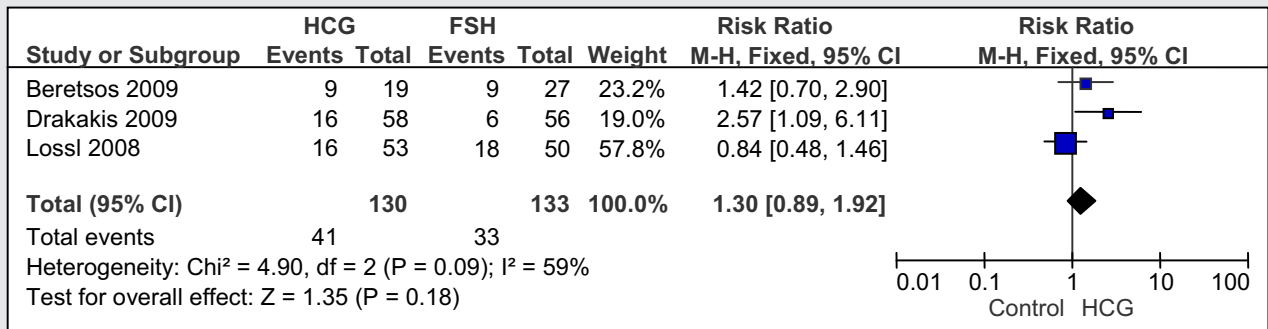 HCG FSH Risk Ratio Risk Ratio
Study or Subgroup Events Total Events Total Weight M-H, Fixed, 95% CI M-H, Fixed, 95% CI
Beretsos 2009 9 19 9 27 23.2% 1.42 [0.70, 2.90]
Drakakis 2009 16 58 6 56 19.0% 2.57 [1.09, 6.11]
Lossl 2008 16 53 18 50 57.8% 0.84 [0.48, 1.46]
Total (95% CI) 130 133 100.0% 1.30 [0.89, 1.92]
Total events 41 33
Heterogeneity: Chi² = 4.90, df = 2 (P = 0.09); I² = 59%
Test for overall effect: Z = 1.35 (P = 0.18)
0.01 0.1 1 10 100
Control HCG